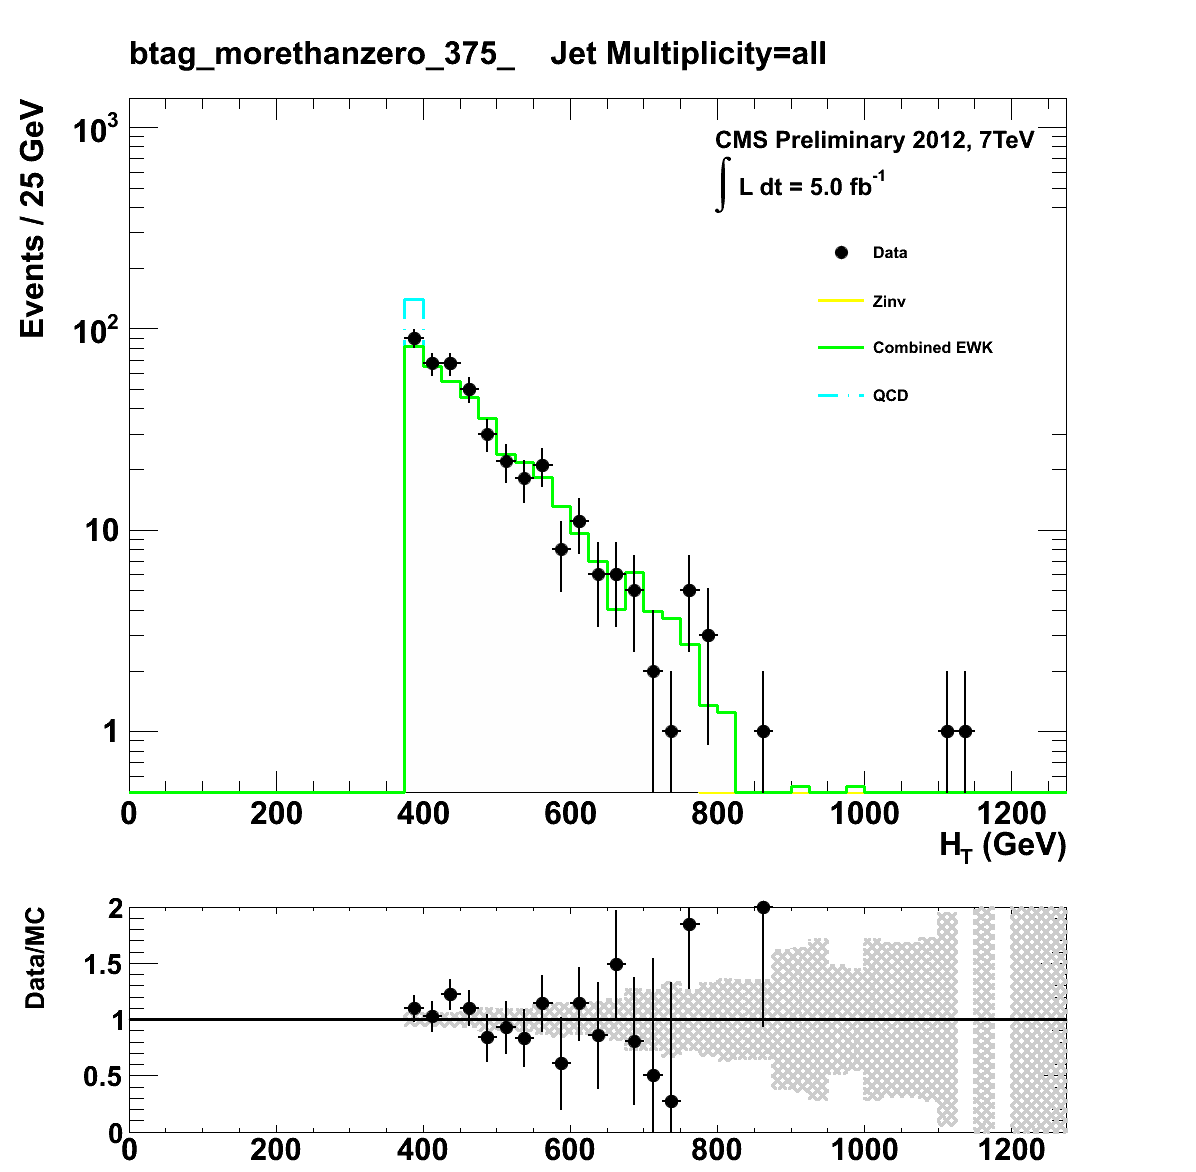 btag_morethanzero_375_ Jet Multiplicity=all
Events / 25 GeV
10³
10²
10
1
CMS Preliminary 2012, 7TeV
∫ L dt = 5.0 fb⁻¹
Data
Zinv
Combined EWK
QCD
0 200 400 600 800 1000 1200
H_T (GeV)
Data/MC
2
1.5
1
0.5
0
0 200 400 600 800 1000 1200